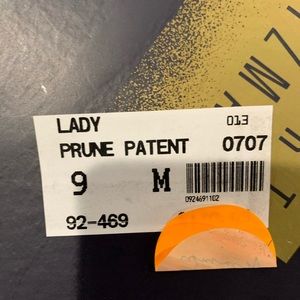 LADY 013
PRUNE PATENT 0707
9 M
0924691102
92-469